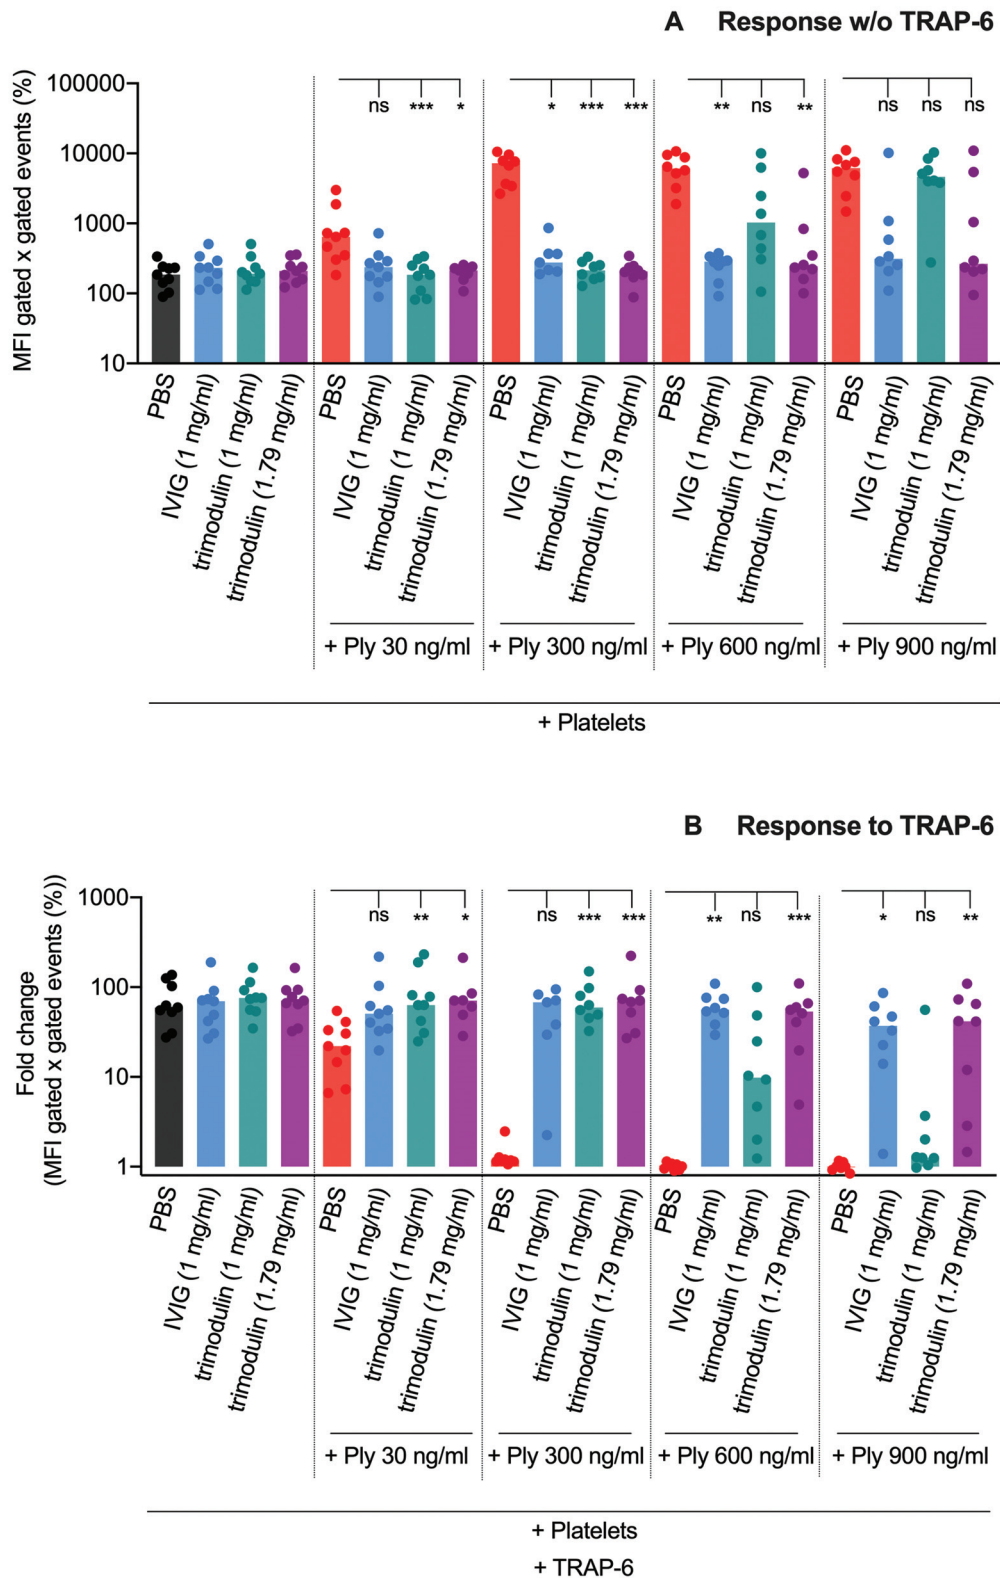 A Response w/o TRAP-6
MFI gated x gated events (%)
100000
10000
1000
100
10
ns *** *
* *** ***
** ns **
ns ns ns
PBS
IVIG (1 mg/ml)
trimodulin (1 mg/ml)
trimodulin (1.79 mg/ml)
PBS
IVIG (1 mg/ml)
trimodulin (1 mg/ml)
trimodulin (1.79 mg/ml)
PBS
IVIG (1 mg/ml)
trimodulin (1 mg/ml)
trimodulin (1.79 mg/ml)
PBS
IVIG (1 mg/ml)
trimodulin (1 mg/ml)
trimodulin (1.79 mg/ml)
PBS
IVIG (1 mg/ml)
trimodulin (1 mg/ml)
trimodulin (1.79 mg/ml)
+ Ply 30 ng/ml
+ Ply 300 ng/ml
+ Ply 600 ng/ml
+ Ply 900 ng/ml
+ Platelets
B Response to TRAP-6
Fold change
(MFI gated x gated events (%))
1000
100
10
1
ns ** *
ns *** ***
** ns ***
* ns **
PBS
IVIG (1 mg/ml)
trimodulin (1 mg/ml)
trimodulin (1.79 mg/ml)
PBS
IVIG (1 mg/ml)
trimodulin (1 mg/ml)
trimodulin (1.79 mg/ml)
PBS
IVIG (1 mg/ml)
trimodulin (1 mg/ml)
trimodulin (1.79 mg/ml)
PBS
IVIG (1 mg/ml)
trimodulin (1 mg/ml)
trimodulin (1.79 mg/ml)
PBS
IVIG (1 mg/ml)
trimodulin (1 mg/ml)
trimodulin (1.79 mg/ml)
+ Ply 30 ng/ml
+ Ply 300 ng/ml
+ Ply 600 ng/ml
+ Ply 900 ng/ml
+ Platelets
+ TRAP-6